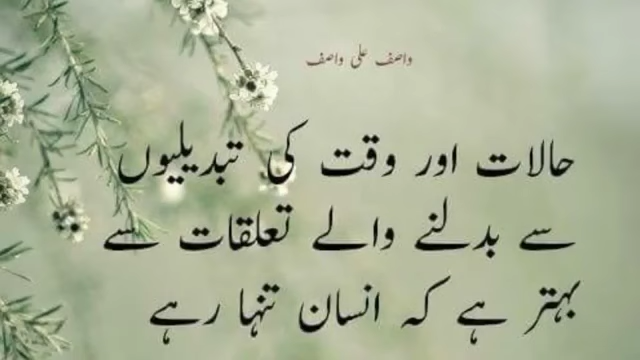 واصف علی واصف
حالات اور وقت کی تبدیلیوں
سے بدلنے والے تعلقات سے
بہتر ہے کہ انسان تنہا رہے